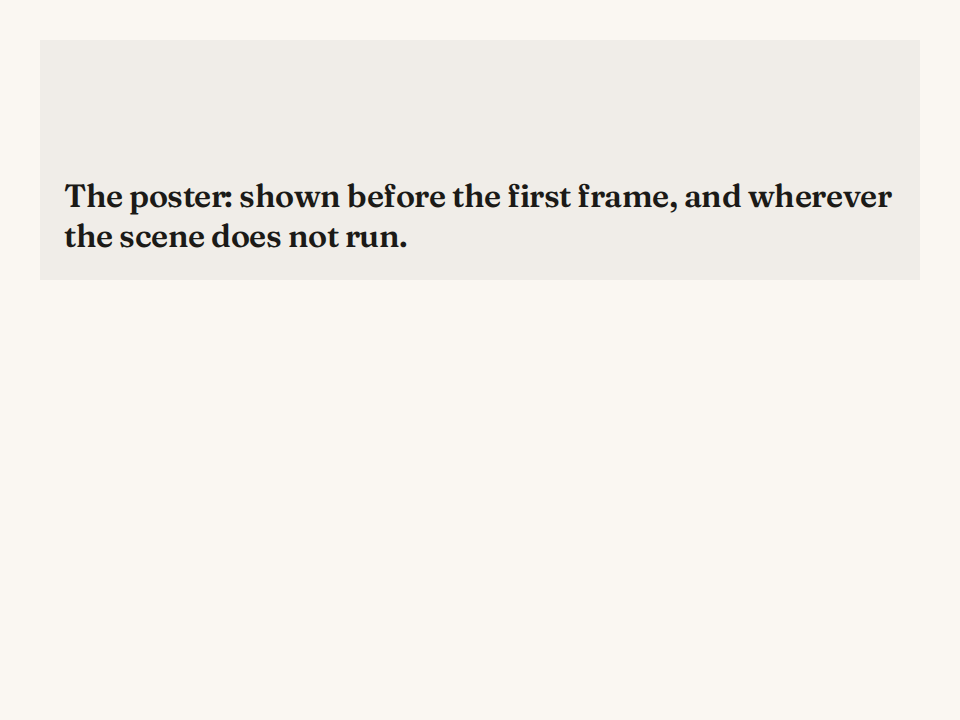 The poster: shown before the first frame, and wherever
the scene does not run.